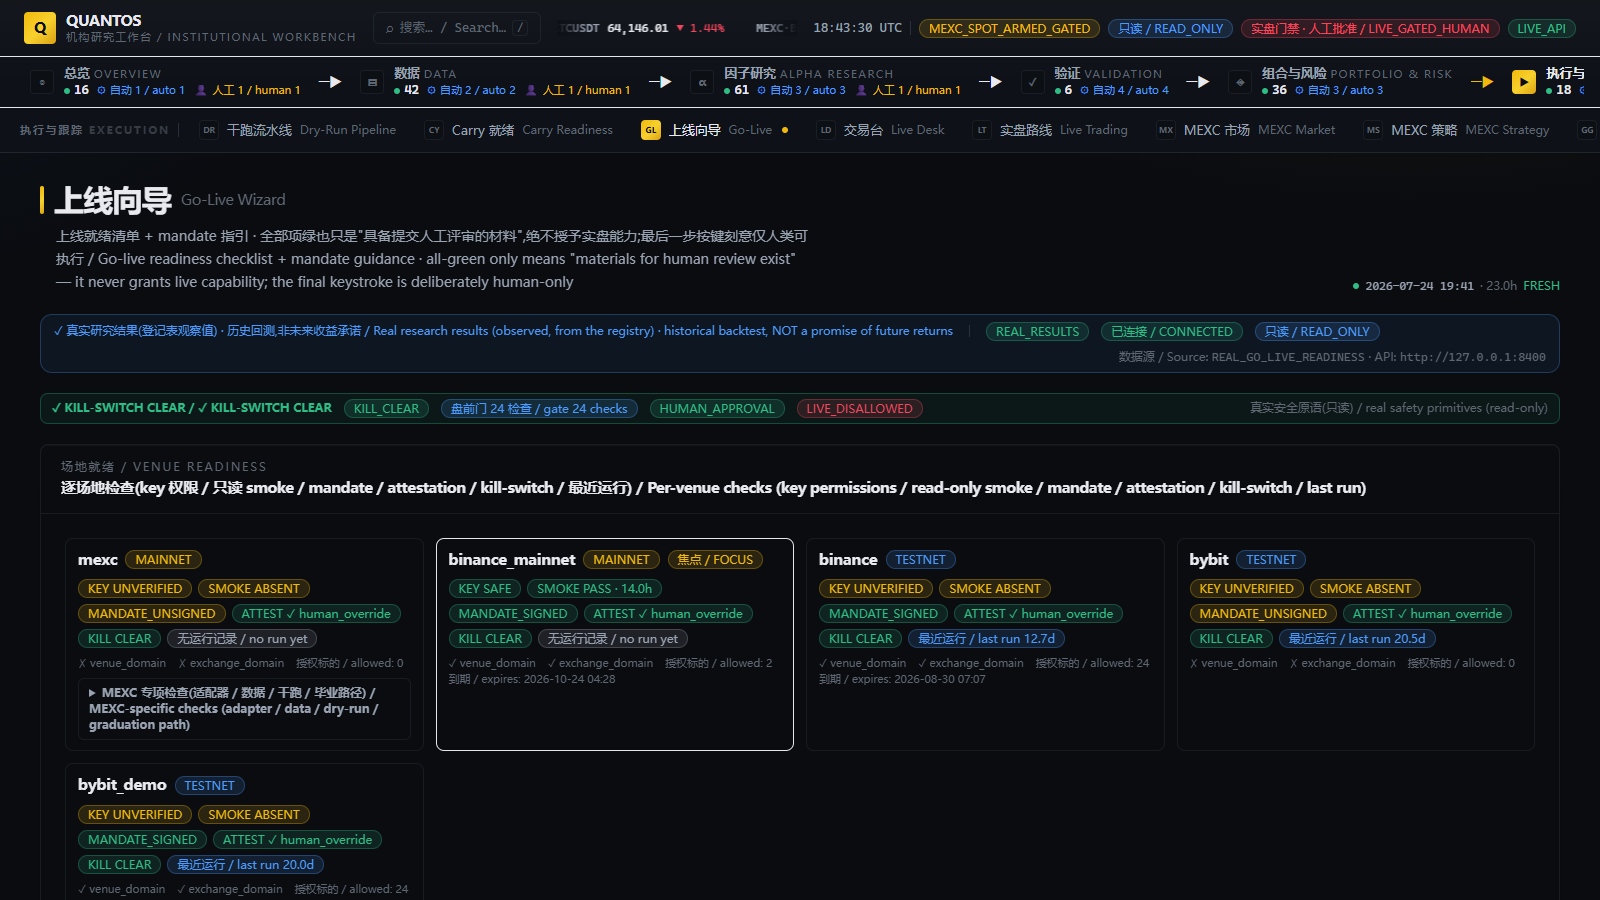 Q QUANTOS
机构研究工作台 / INSTITUTIONAL WORKBENCH
搜索… / Search… /
TCUSDT 64,146.01 ▼ 1.44% MEXC·
18:43:30 UTC
MEXC_SPOT_ARMED_GATED
只读 / READ_ONLY
实盘门禁 · 人工批准 / LIVE_GATED_HUMAN
LIVE_API
总览 OVERVIEW
16 自动 1 / auto 1 人工 1 / human 1
数据 DATA
42 自动 2 / auto 2 人工 1 / human 1
因子研究 ALPHA RESEARCH
61 自动 3 / auto 3 人工 1 / human 1
验证 VALIDATION
6 自动 4 / auto 4
组合与风险 PORTFOLIO & RISK
36 自动 3 / auto 3
执行与
18
执行与跟踪 EXECUTION
DR 干跑流水线 Dry-Run Pipeline
CY Carry 就绪 Carry Readiness
GL 上线向导 Go-Live
LD 交易台 Live Desk
LT 实盘路线 Live Trading
MX MEXC 市场 MEXC Market
MS MEXC 策略 MEXC Strategy
GG
上线向导 Go-Live Wizard
上线就绪清单 + mandate 指引 · 全部项绿也只是"具备提交人工评审的材料",绝不授予实盘能力;最后一步按键刻意仅人类可
执行 / Go-live readiness checklist + mandate guidance · all-green only means "materials for human review exist"
— it never grants live capability; the final keystroke is deliberately human-only
2026-07-24 19:41 · 23.0h FRESH
✓ 真实研究结果(登记表观察值) · 历史回测,非未来收益承诺 / Real research results (observed, from the registry) · historical backtest, NOT a promise of future returns
REAL_RESULTS
已连接 / CONNECTED
只读 / READ_ONLY
数据源 / Source: REAL_GO_LIVE_READINESS · API: http://127.0.0.1:8400
✓ KILL-SWITCH CLEAR / ✓ KILL-SWITCH CLEAR
KILL_CLEAR
盘前门 24 检查 / gate 24 checks
HUMAN_APPROVAL
LIVE_DISALLOWED
真实安全原语(只读) / real safety primitives (read-only)
场地就绪 / VENUE READINESS
逐场地检查(key 权限 / 只读 smoke / mandate / attestation / kill-switch / 最近运行) / Per-venue checks (key permissions / read-only smoke / mandate / attestation / kill-switch / last run)
mexc MAINNET
KEY UNVERIFIED SMOKE ABSENT
MANDATE_UNSIGNED ATTEST ✓ human_override
KILL CLEAR 无运行记录 / no run yet
✗ venue_domain ✗ exchange_domain 授权标的 / allowed: 0
▶ MEXC 专项检查(适配器 / 数据 / 干跑 / 毕业路径) /
MEXC-specific checks (adapter / data / dry-run /
graduation path)
binance_mainnet MAINNET 焦点 / FOCUS
KEY SAFE SMOKE PASS · 14.0h
MANDATE_SIGNED ATTEST ✓ human_override
KILL CLEAR 无运行记录 / no run yet
✓ venue_domain ✓ exchange_domain 授权标的 / allowed: 2
到期 / expires: 2026-10-24 04:28
binance TESTNET
KEY UNVERIFIED SMOKE ABSENT
MANDATE_SIGNED ATTEST ✓ human_override
KILL CLEAR 最近运行 / last run 12.7d
✓ venue_domain ✓ exchange_domain 授权标的 / allowed: 24
到期 / expires: 2026-08-30 07:07
bybit TESTNET
KEY UNVERIFIED SMOKE ABSENT
MANDATE_UNSIGNED ATTEST ✓ human_override
KILL CLEAR 最近运行 / last run 20.5d
✗ venue_domain ✗ exchange_domain 授权标的 / allowed: 0
bybit_demo TESTNET
KEY UNVERIFIED SMOKE ABSENT
MANDATE_SIGNED ATTEST ✓ human_override
KILL CLEAR 最近运行 / last run 20.0d
✓ venue_domain ✓ exchange_domain 授权标的 / allowed: 24